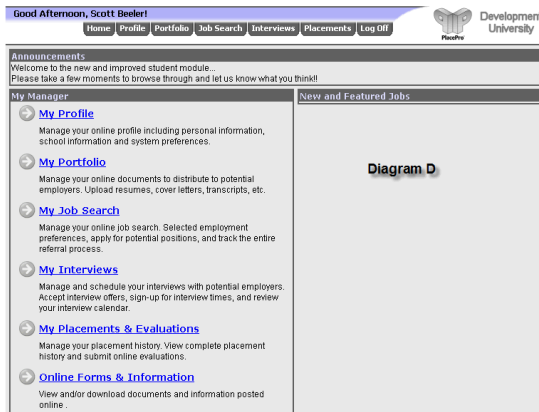 Good Afternoon, Scott Beeler!
Home Profile Portfolio Job Search Interviews Placements Log Off
PlacePro
Development
University
Announcements
Welcome to the new and improved student module...
Please take a few moments to browse through and let us know what you think!!
My Manager
My Profile
Manage your online profile including personal information,
school information and system preferences.
My Portfolio
Manage your online documents to distribute to potential
employers. Upload resumes, cover letters, transcripts, etc.
My Job Search
Manage your online job search. Selected employment
preferences, apply for potential positions, and track the entire
referral process.
My Interviews
Manage and schedule your interviews with potential employers.
Accept interview offers, sign-up for interview times, and review
your interview calendar.
My Placements & Evaluations
Manage your placement history. View complete placement
history and submit online evaluations.
Online Forms & Information
View and/or download documents and information posted
online .
New and Featured Jobs
Diagram D